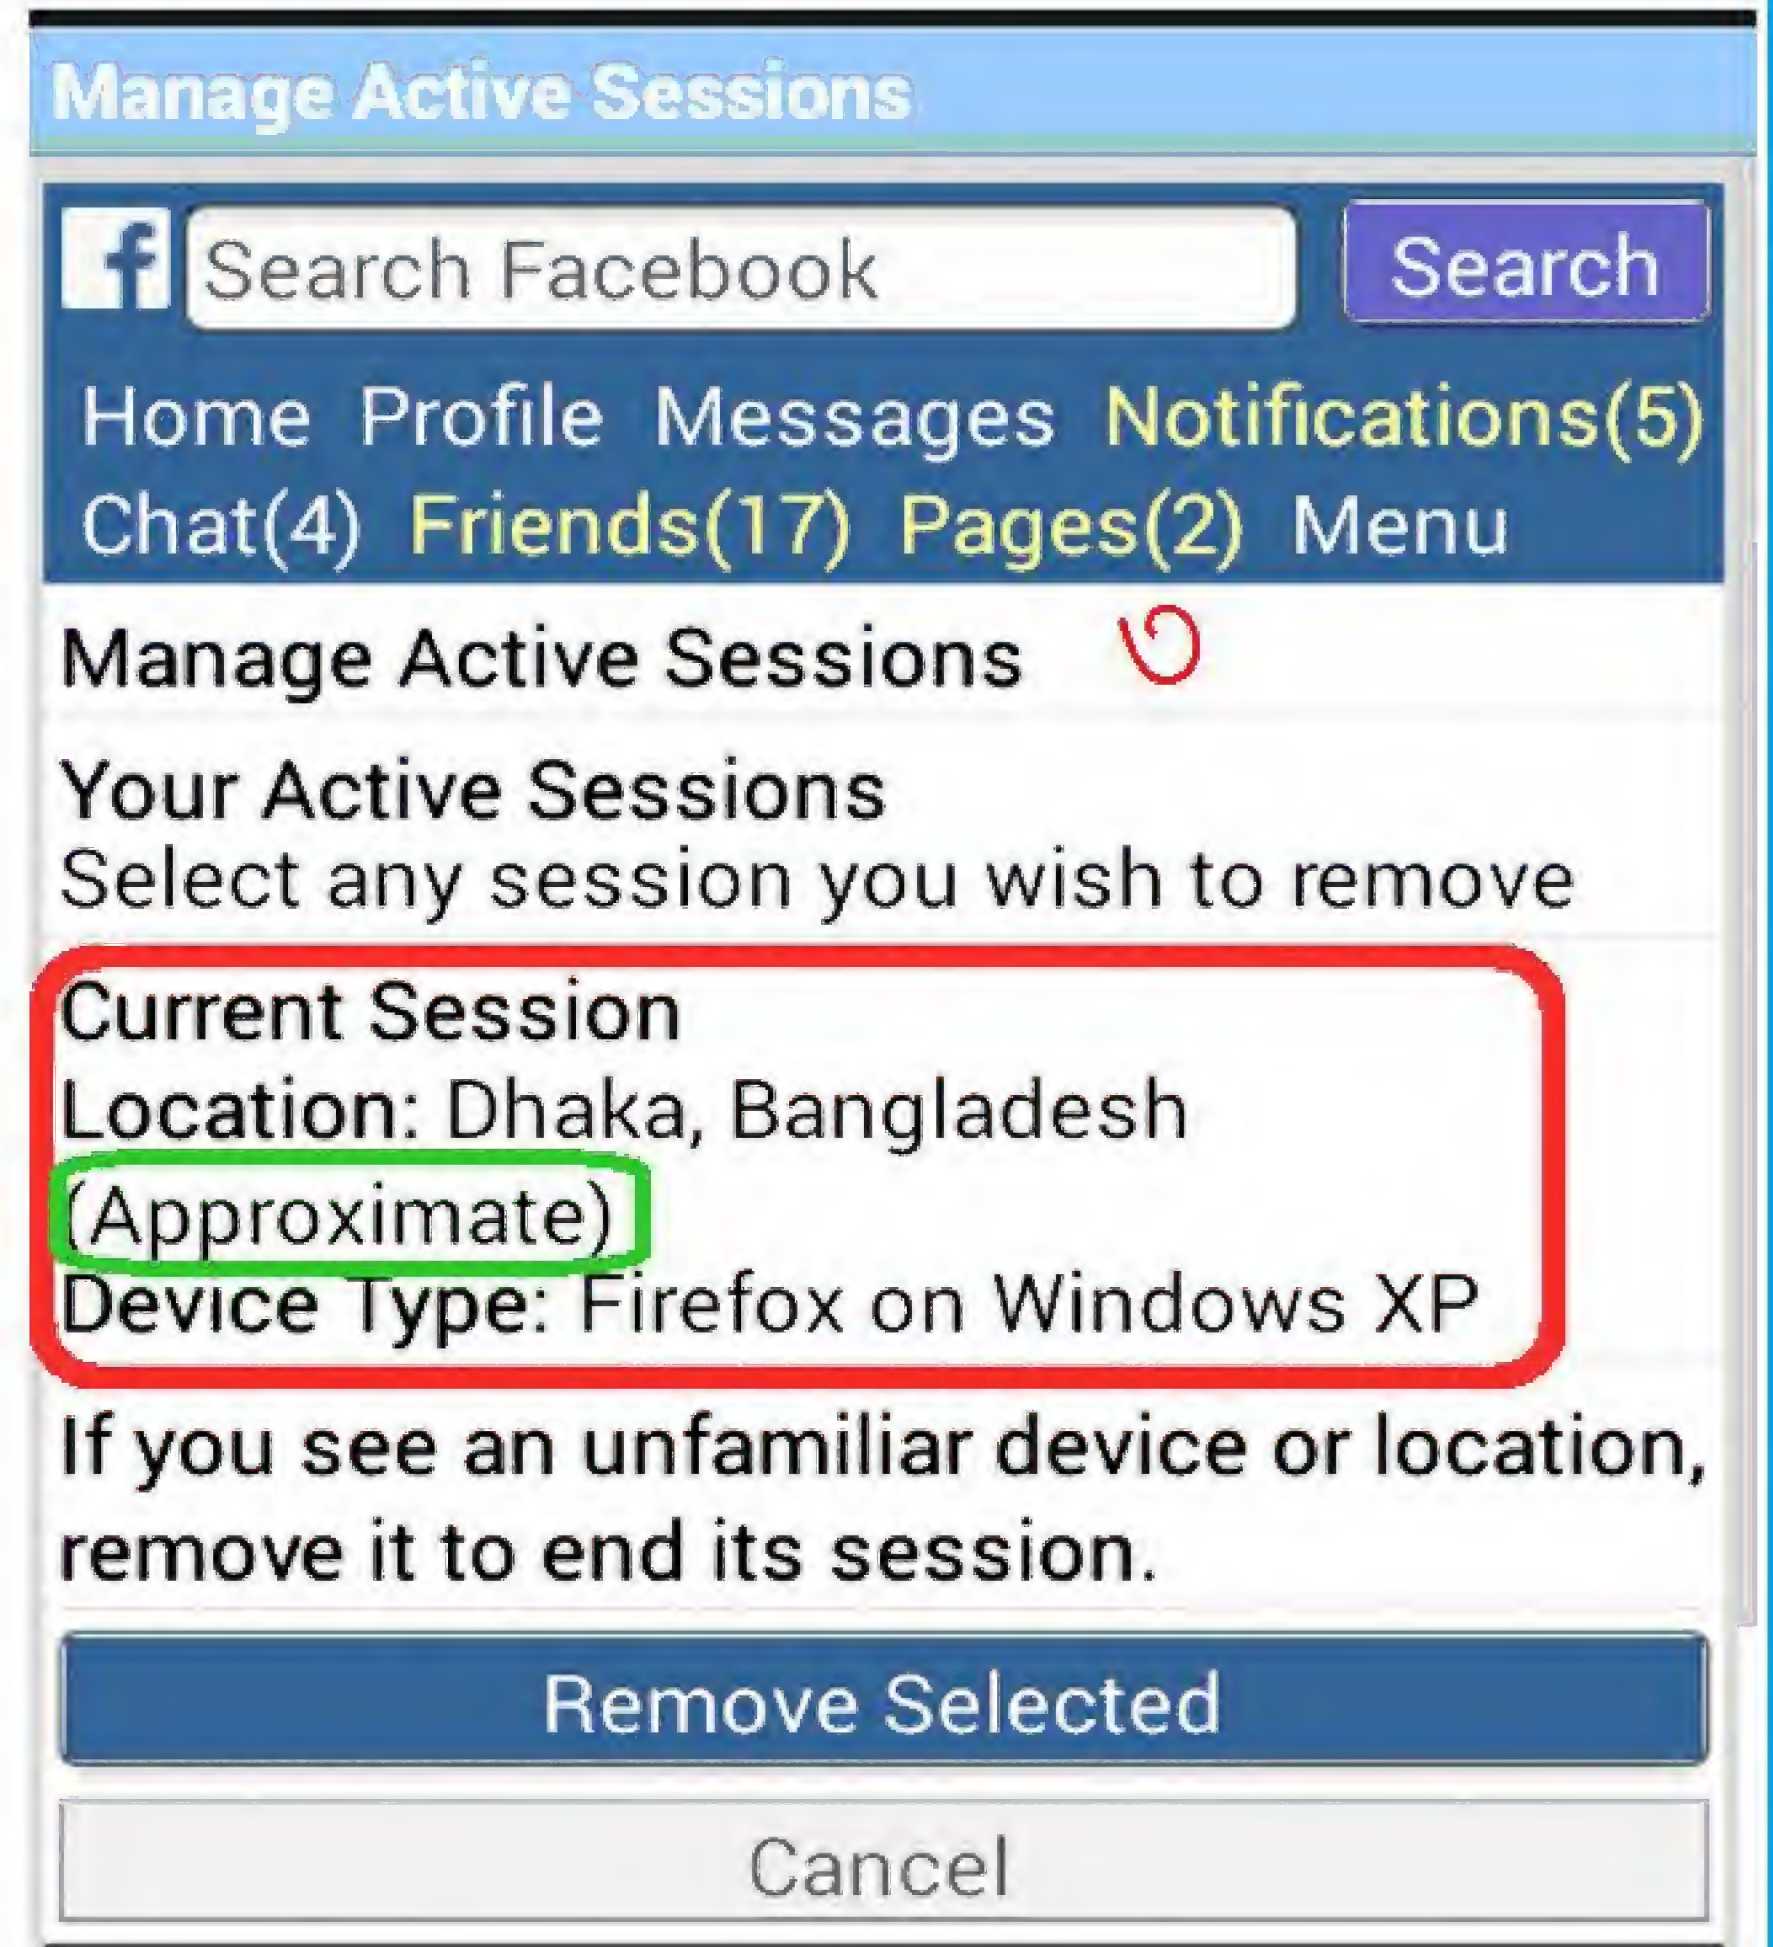 Manage Active Sessions
f Search Facebook Search
Home Profile Messages Notifications(5)
Chat(4) Friends(17) Pages(2) Menu
Manage Active Sessions ৩
Your Active Sessions
Select any session you wish to remove
Current Session
Location: Dhaka, Bangladesh
(Approximate)
Device Type: Firefox on Windows XP
If you see an unfamiliar device or location,
remove it to end its session.
Remove Selected
Cancel